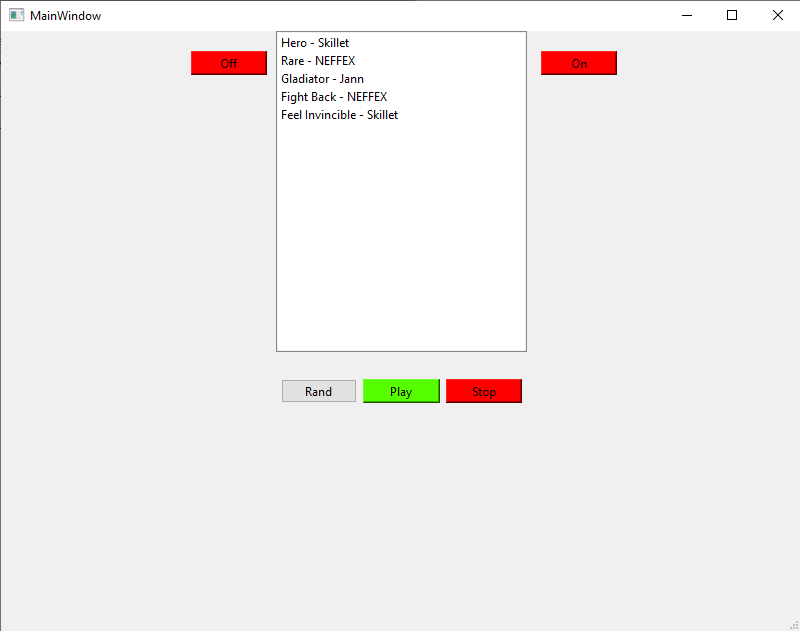 MainWindow
Off
Hero - Skillet
Rare - NEFFEX
Gladiator - Jann
Fight Back - NEFFEX
Feel Invincible - Skillet
On
Rand
Play
Stop